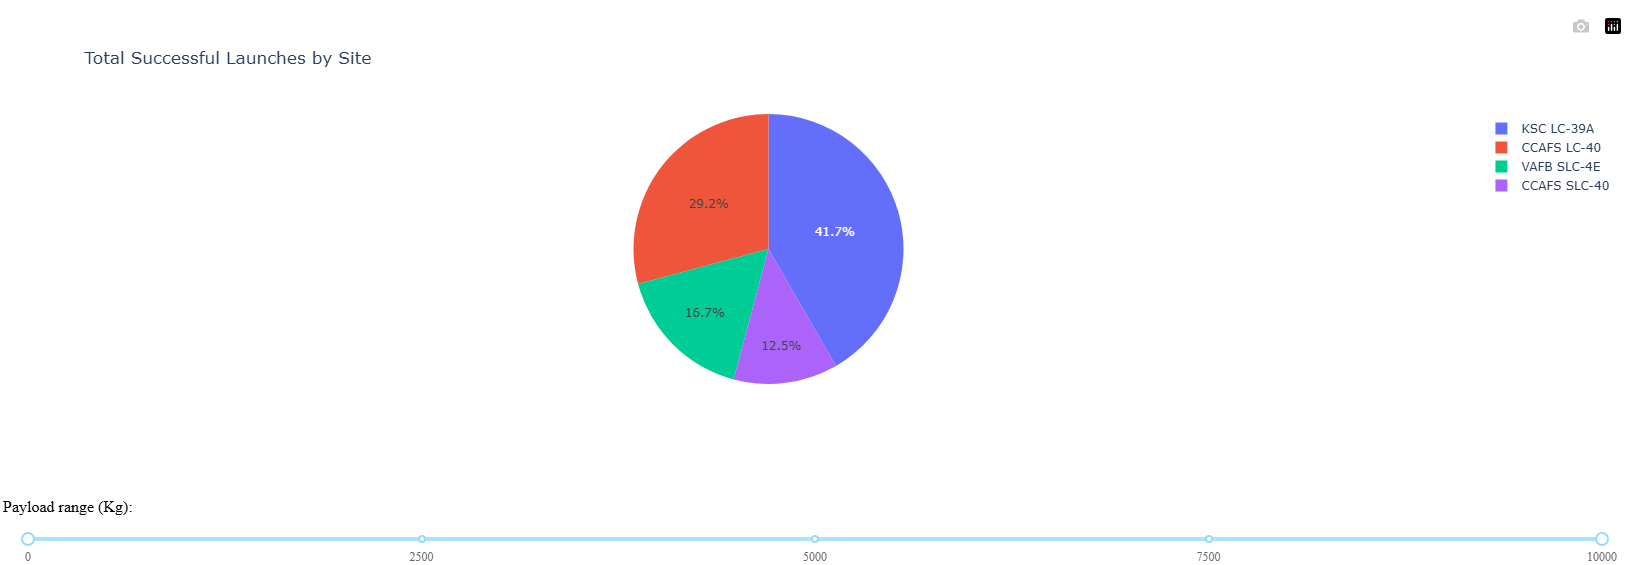 Total Successful Launches by Site
KSC LC-39A
CCAFS LC-40
VAFB SLC-4E
CCAFS SLC-40
29.2%
41.7%
16.7%
12.5%
Payload range (Kg):
0 2500 5000 7500 10000